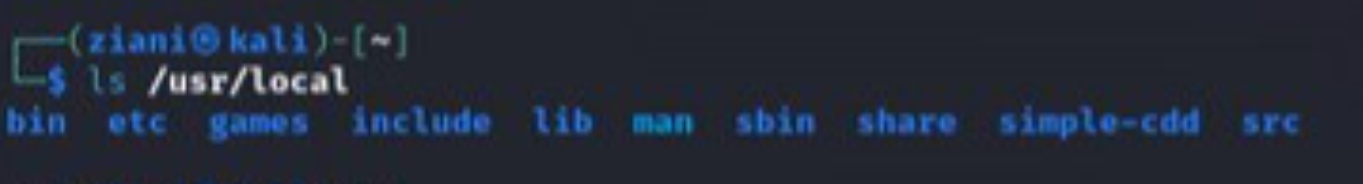 ┌──(ziani㉿kali)-[~]
└─$ ls /usr/local
bin etc games include lib man sbin share simple-cdd src